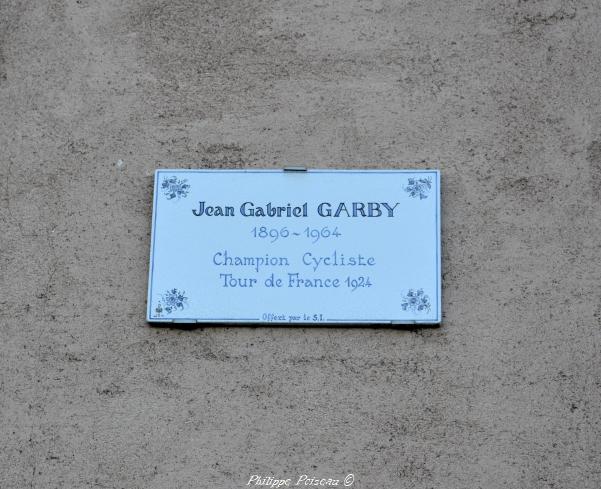 Jean Gabriel GARBY
1896~1964
Champion Cycliste
Tour de France 1924
Offert par le S.I.
Philippe Poiseau ©